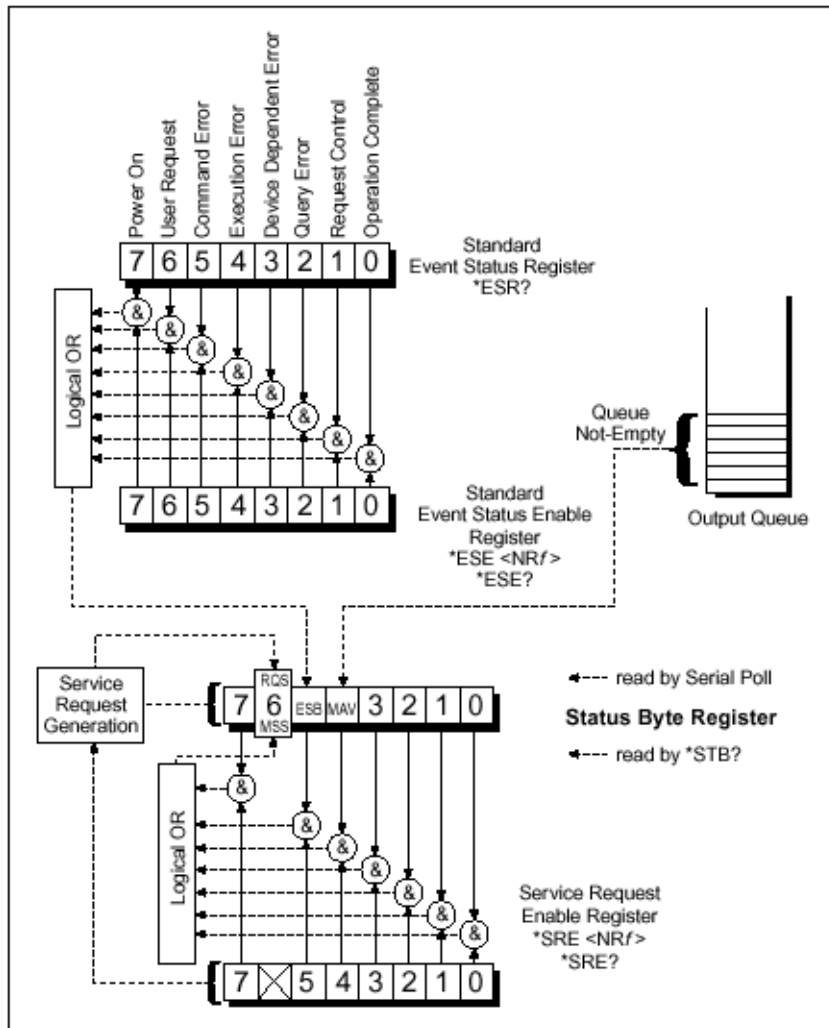 Power On
User Request
Command Error
Execution Error
Device Dependent Error
Query Error
Request Control
Operation Complete
7 6 5 4 3 2 1 0
Standard
Event Status Register
*ESR?
& & & & & & & &
Logical OR
Queue
Not-Empty
Output Queue
7 6 5 4 3 2 1 0
Standard
Event Status Enable
Register
*ESE <NRf>
*ESE?
Service
Request
Generation
RQS
7 6 ESB MAV 3 2 1 0
MSS
read by Serial Poll
Status Byte Register
read by *STB?
& & & & & & &
Logical OR
Service Request
Enable Register
*SRE <NRf>
*SRE?
7 5 4 3 2 1 0